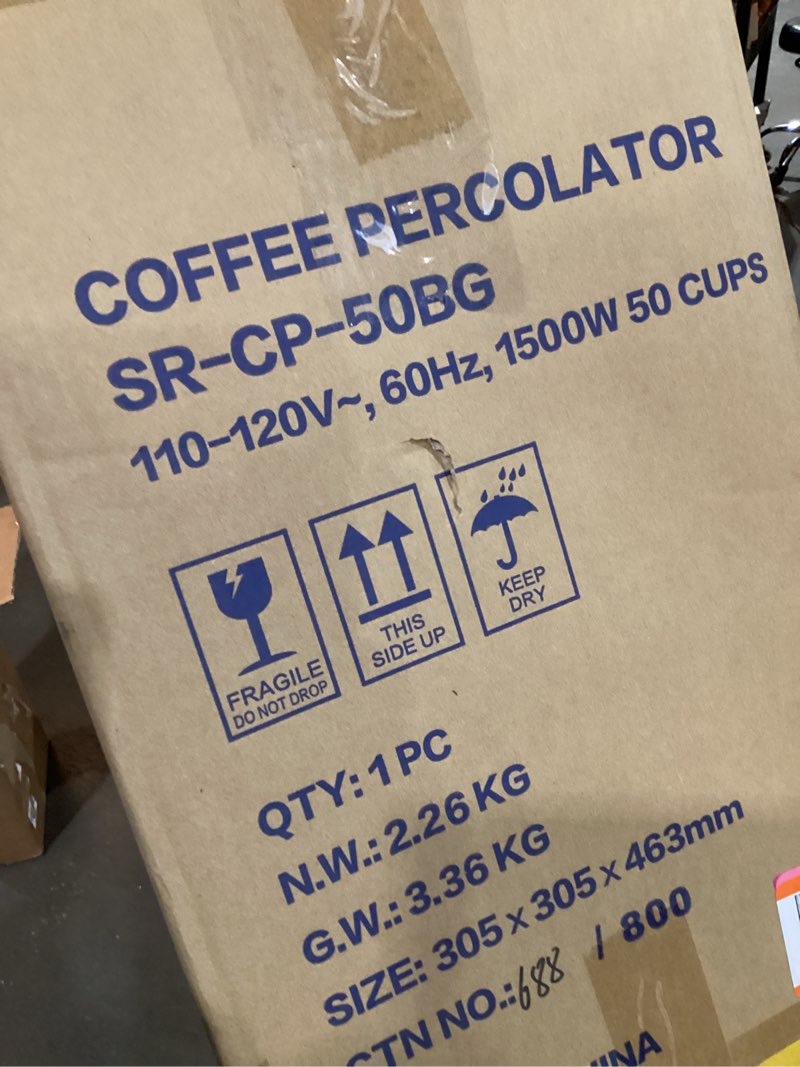 COFFEE PERCOLATOR
SR-CP-50BG
110-120V~, 60Hz, 1500W 50 CUPS
FRAGILE
DO NOT DROP
THIS
SIDE UP
KEEP
DRY
QTY: 1 PC
N.W.: 2.26 KG
G.W.: 3.36 KG
SIZE: 305 x 305 x 463mm
CTN NO.: 688 / 800